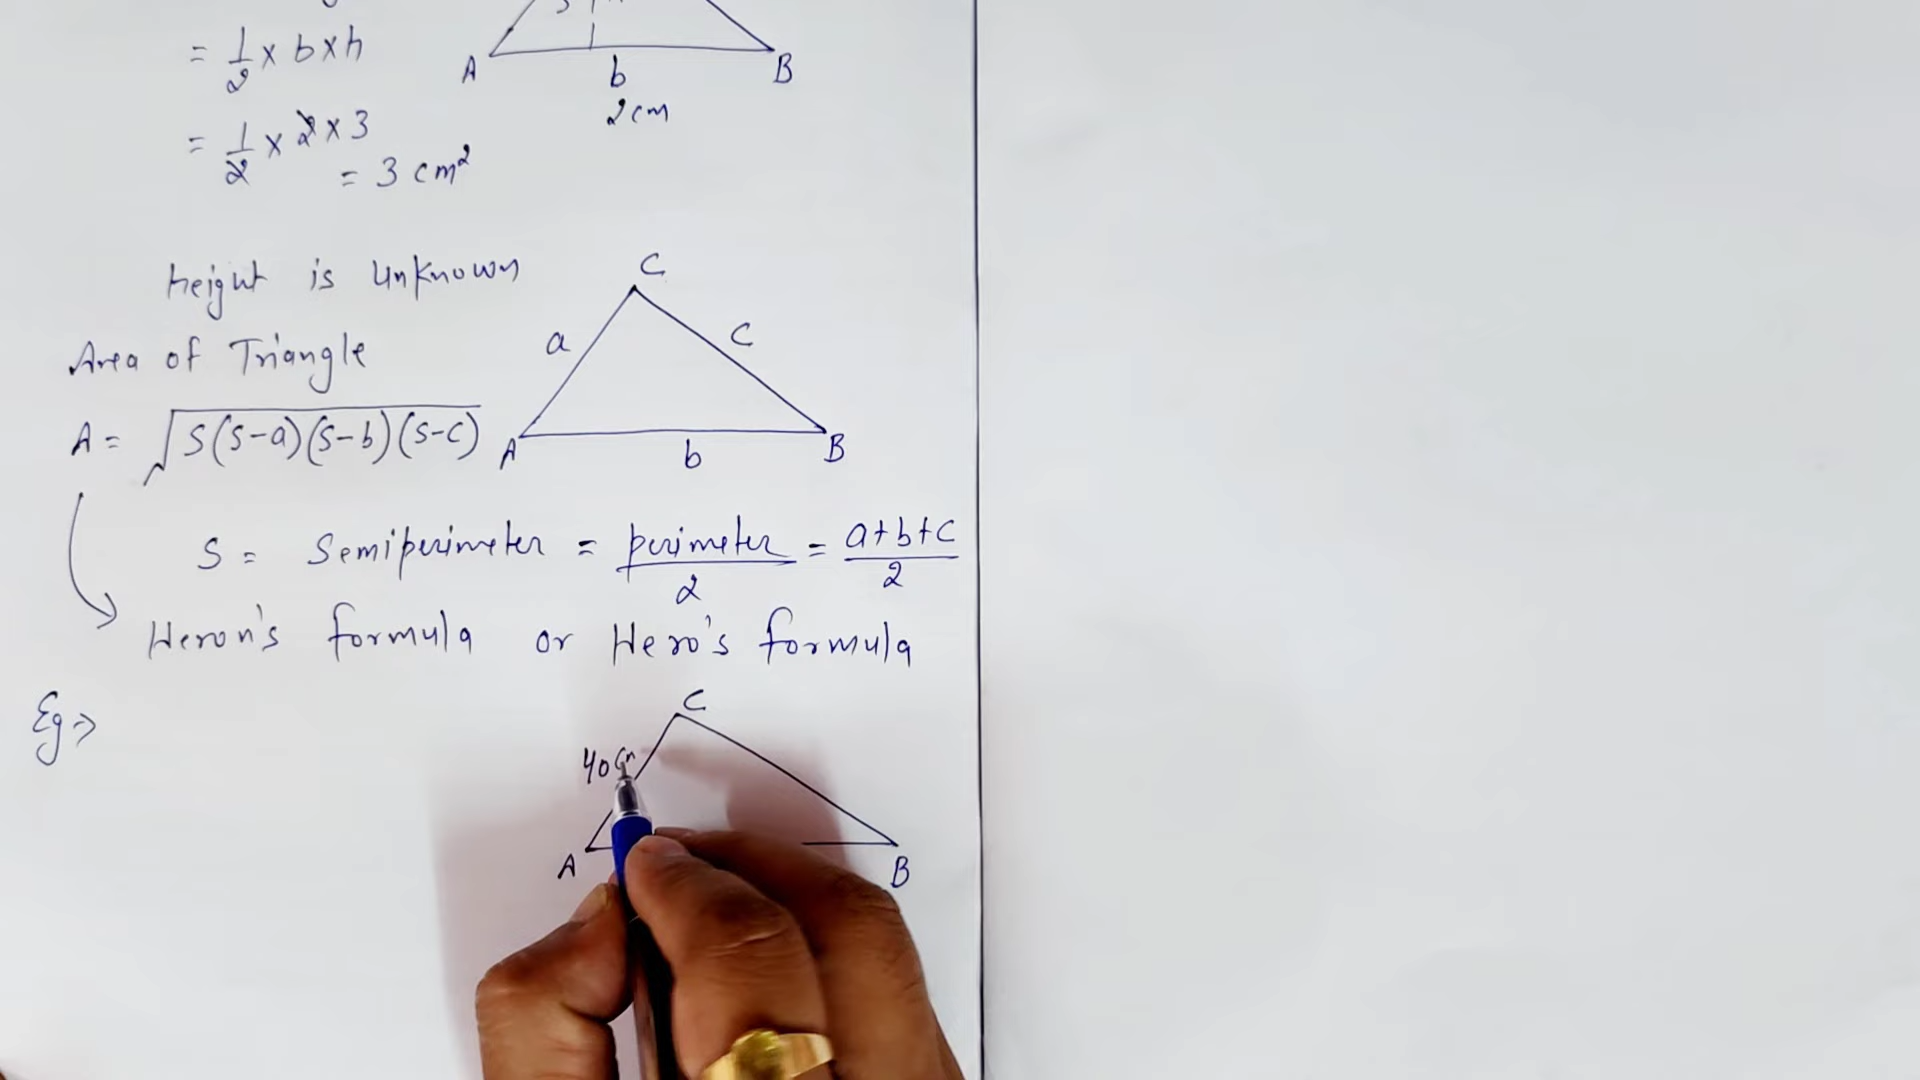 = 1/2 × b × h
A B
b
2cm
= 1/2 × 2 × 3
= 3 cm²
height is unknown
C
a
C
Area of Triangle
A = √S(S-a)(S-b)(S-c)
A B
b
S = Semiperimeter = perimeter/2 = a+b+c/2
Heron's formula or Hero's formula
Eg ⇒
C
40
A B